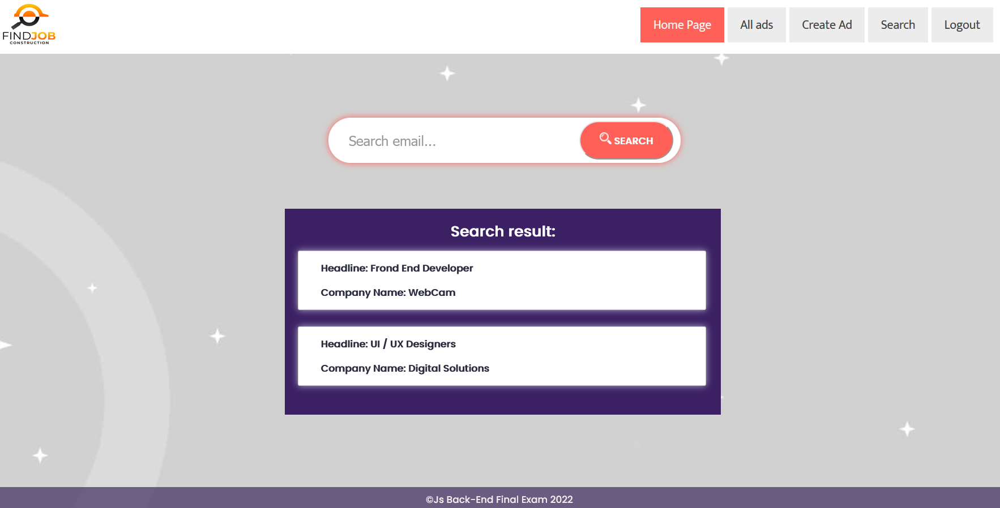 FINDJOB
CONSTRUCTION
Home Page
All ads
Create Ad
Search
Logout
Search email...
SEARCH
Search result:
Headline: Frond End Developer
Company Name: WebCam
Headline: UI / UX Designers
Company Name: Digital Solutions
©Js Back-End Final Exam 2022